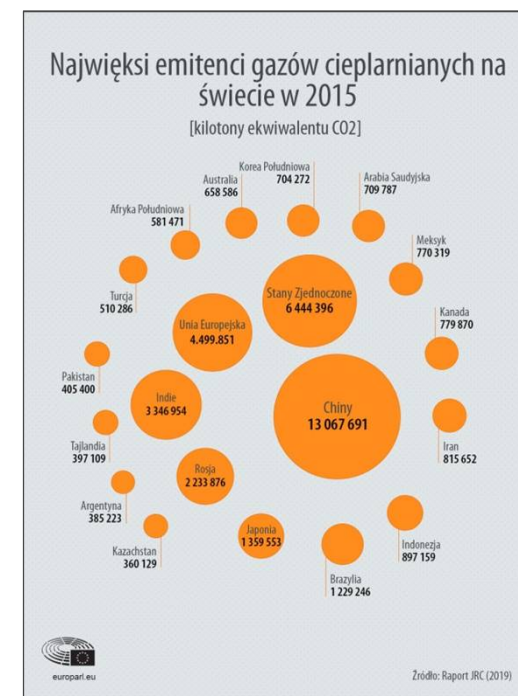 Najwięksi emitenci gazów cieplarnianych na
świecie w 2015
[kilotony ekwiwalentu CO2]
Korea Południowa
704 272
Arabia Saudyjska
709 787
Australia
658 586
Afryka Południowa
581 471
Meksyk
770 319
Turcja
510 286
Stany Zjednoczone
6 444 396
Kanada
779 870
Unia Europejska
4.499.851
Pakistan
405 400
Indie
3 346 954
Chiny
13 067 691
Tajlandia
397 109
Iran
815 652
Rosja
2 233 876
Argentyna
385 223
Kazachstan
360 129
Japonia
1 359 553
Indonezja
897 159
Brazylia
1 229 246
europarl.eu
Źródło: Raport JRC (2019)